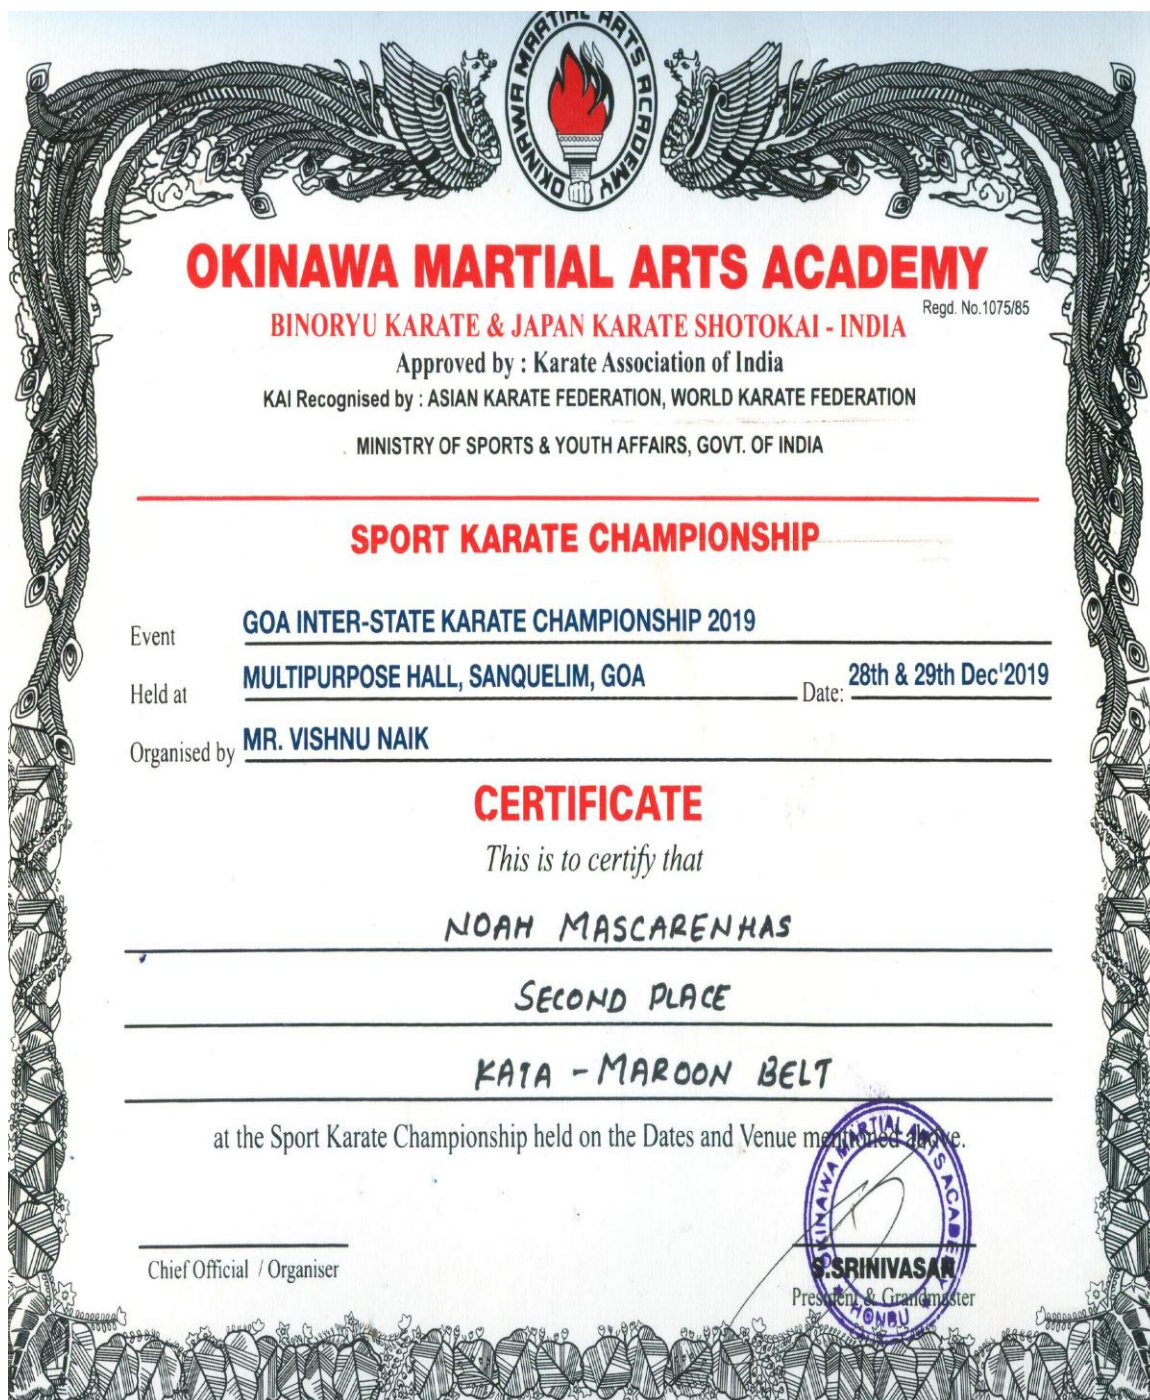 OKINAWA MARTIAL ARTS ACADEMY
OKINAWA MARTIAL ARTS ACADEMY
Regd. No.1075/85
BINORYU KARATE & JAPAN KARATE SHOTOKAI - INDIA
Approved by : Karate Association of India
KAI Recognised by : ASIAN KARATE FEDERATION, WORLD KARATE FEDERATION
MINISTRY OF SPORTS & YOUTH AFFAIRS, GOVT. OF INDIA
SPORT KARATE CHAMPIONSHIP
Event GOA INTER-STATE KARATE CHAMPIONSHIP 2019
Held at MULTIPURPOSE HALL, SANQUELIM, GOA Date: 28th & 29th Dec'2019
Organised by MR. VISHNU NAIK
CERTIFICATE
This is to certify that
NOAH MASCARENHAS
SECOND PLACE
KATA - MAROON BELT
at the Sport Karate Championship held on the Dates and Venue mentioned above.
OKINAWA MARTIAL ARTS ACADEMY
HONBU
Chief Official / Organiser
S.SRINIVASAN
President & Grandmaster